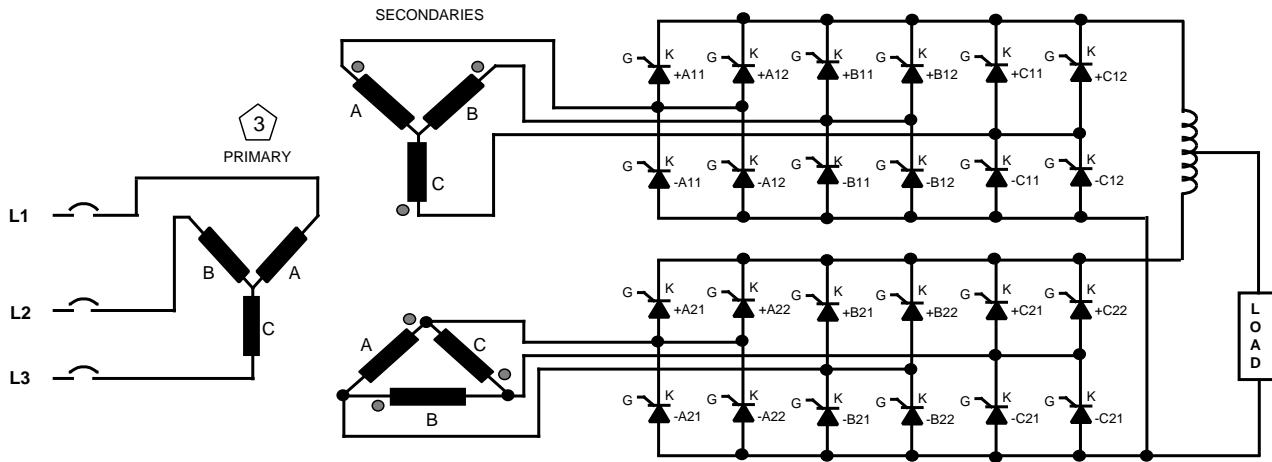 SECONDARIES
G K +A11 G K +A12 G K +B11 G K +B12 G K +C11 G K +C12
A B
3
PRIMARY
C
G K -A11 G K -A12 G K -B11 G K -B12 G K -C11 G K -C12
L1
B A
L2
C
G K +A21 G K +A22 G K +B21 G K +B22 G K +C21 G K +C22
LOAD
A C
L3
B
G K -A21 G K -A22 G K -B21 G K -B22 G K -C21 G K -C21